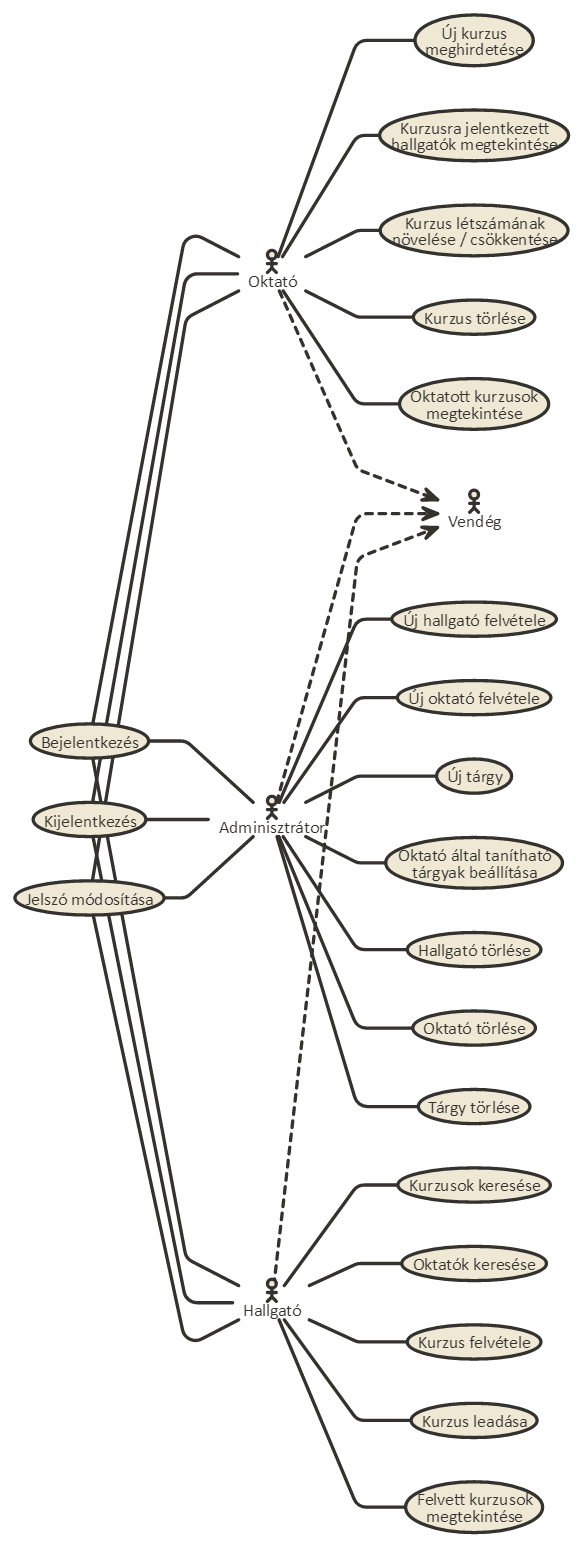 Új kurzus
meghirdetése
Kurzusra jelentkezett
hallgatók megtekintése
Kurzus létszámának
növelése / csökkentése
Oktató
Kurzus törlése
Oktatott kurzusok
megtekintése
Vendég
Új hallgató felvétele
Új oktató felvétele
Bejelentkezés
Új tárgy
Kijelentkezés
Adminisztrátor
Oktató által tanítható
tárgyak beállítása
Jelszó módosítása
Hallgató törlése
Oktató törlése
Tárgy törlése
Kurzusok keresése
Oktatók keresése
Hallgató
Kurzus felvétele
Kurzus leadása
Felvett kurzusok
megtekintése